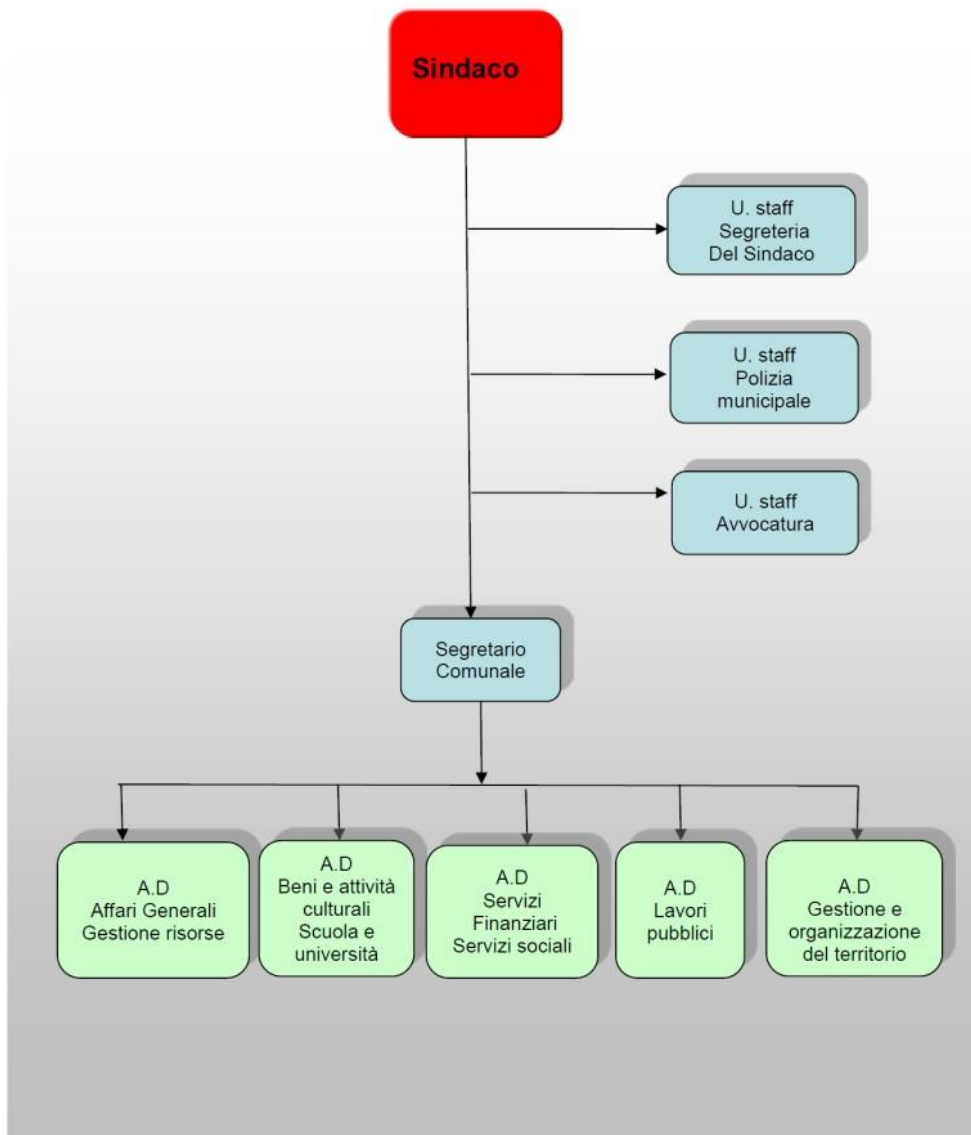 Sindaco
U. staff
Segreteria
Del Sindaco
U. staff
Polizia
municipale
U. staff
Avvocatura
Segretario
Comunale
A.D
Affari Generali
Gestione risorse
A.D
Beni e attività
culturali
Scuola e
università
A.D
Servizi
Finanziari
Servizi sociali
A.D
Lavori
pubblici
A.D
Gestione e
organizzazione
del territorio